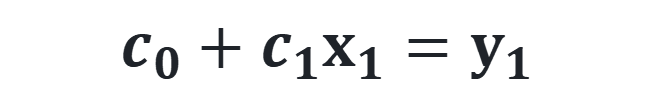 c₀ + c₁x₁ = y₁